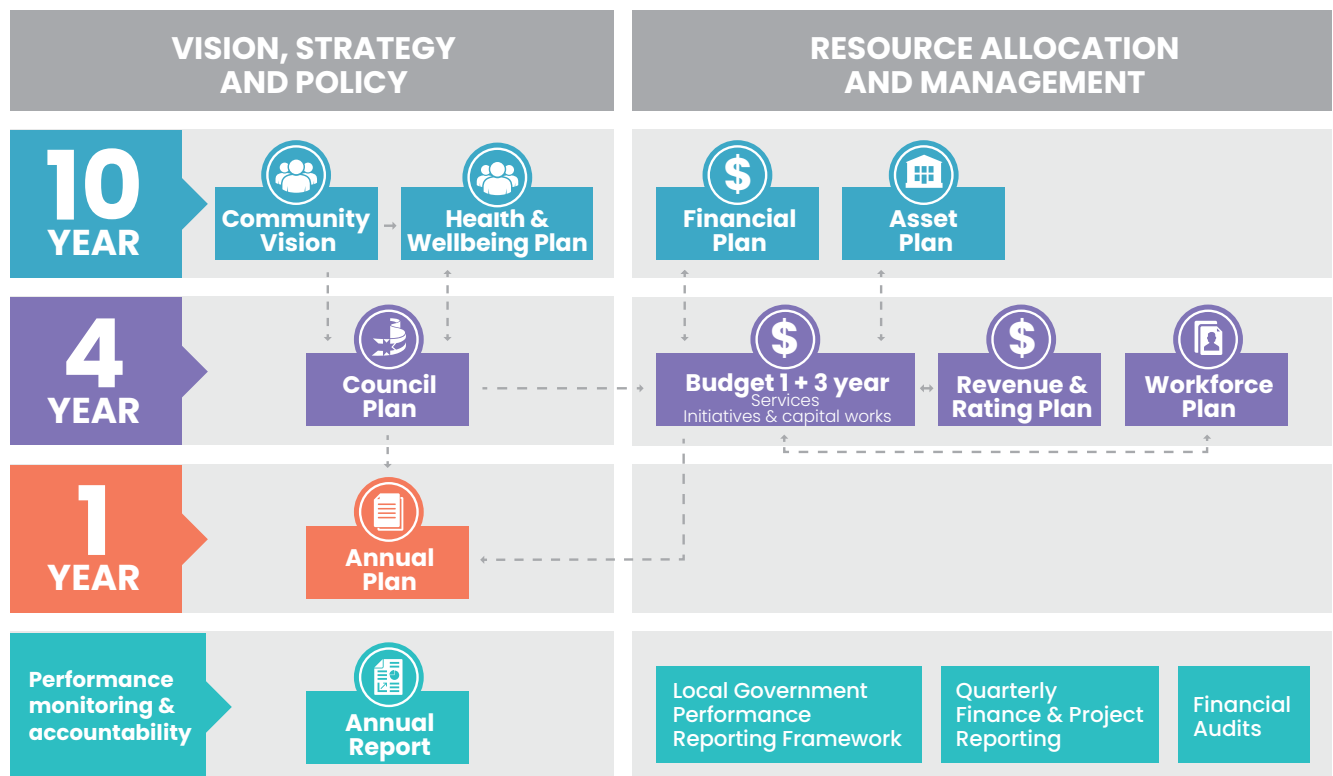 VISION, STRATEGY
AND POLICY
RESOURCE ALLOCATION
AND MANAGEMENT
10
YEAR
Community
Vision
Health &
Wellbeing Plan
$
Financial
Plan
Asset
Plan
4
YEAR
Council
Plan
$
Budget 1 + 3 year
Services
Initiatives & capital works
$
Revenue &
Rating Plan
Workforce
Plan
1
YEAR
Annual
Plan
Performance
monitoring &
accountability
Annual
Report
Local Government
Performance
Reporting Framework
Quarterly
Finance & Project
Reporting
Financial
Audits